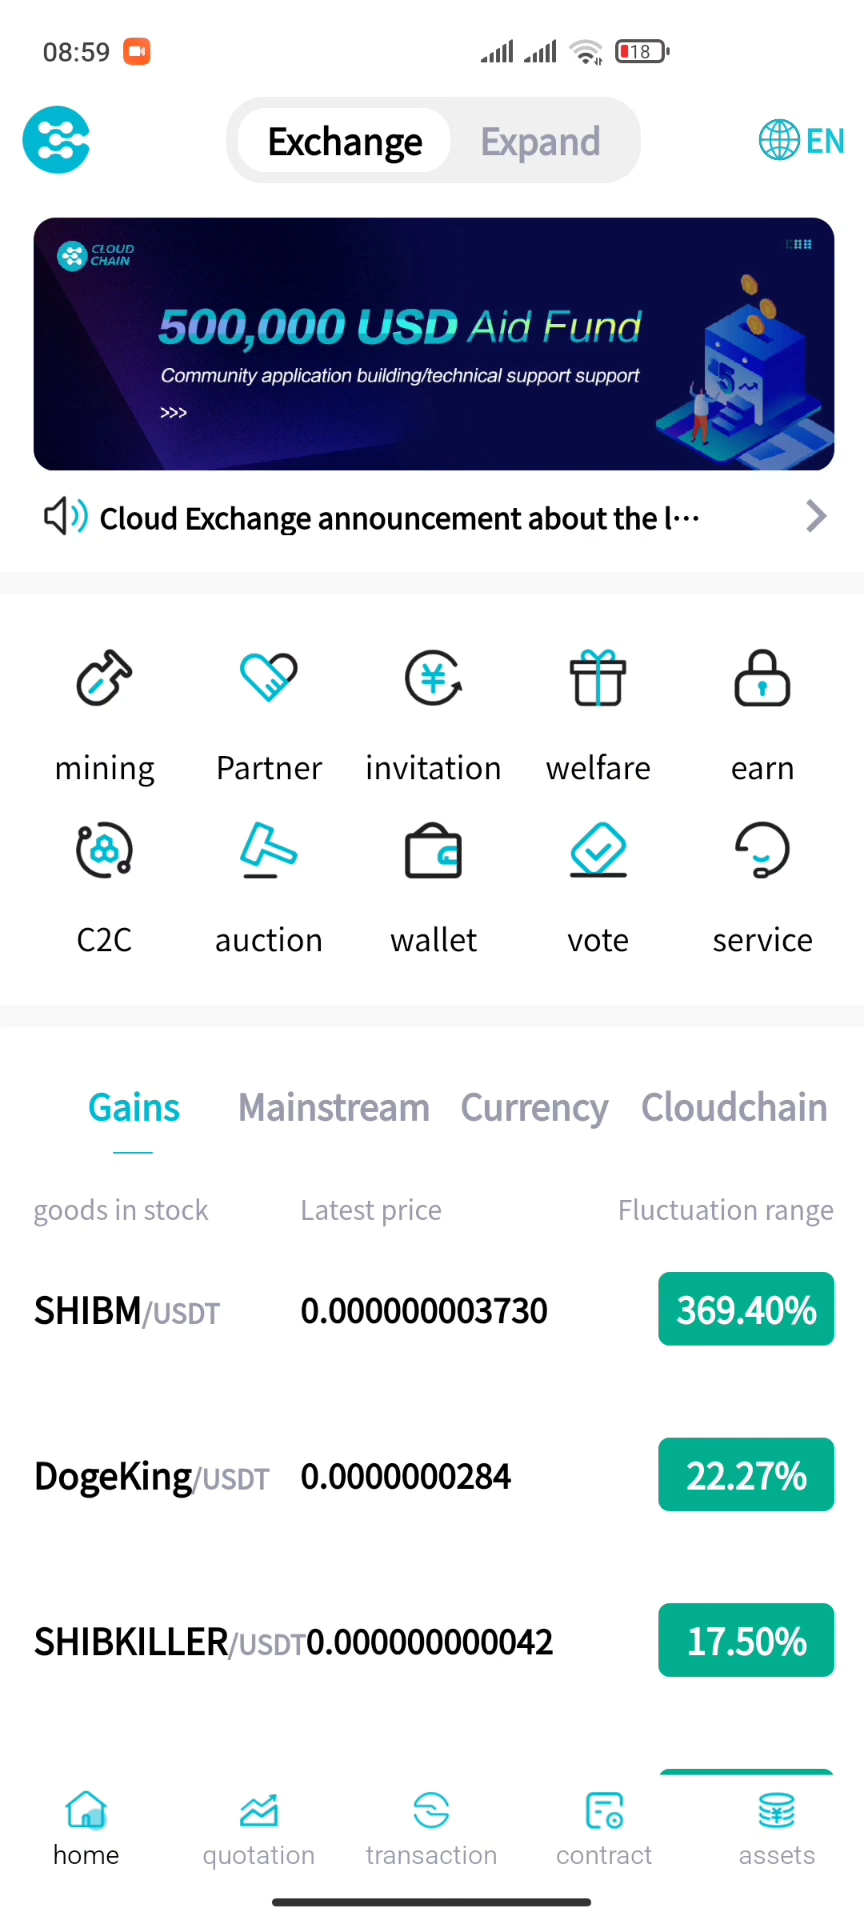 08:59 18
Exchange Expand EN
CLOUD
CHAIN
500,000 USD Aid Fund
Community application building/technical support support
>>>
Cloud Exchange announcement about the l···
mining Partner invitation welfare earn
C2C auction wallet vote service
Gains Mainstream Currency Cloudchain
goods in stock Latest price Fluctuation range
SHIBM/USDT 0.000000003730 369.40%
DogeKing/USDT 0.0000000284 22.27%
SHIBKILLER/USDT 0.000000000042 17.50%
home quotation transaction contract assets